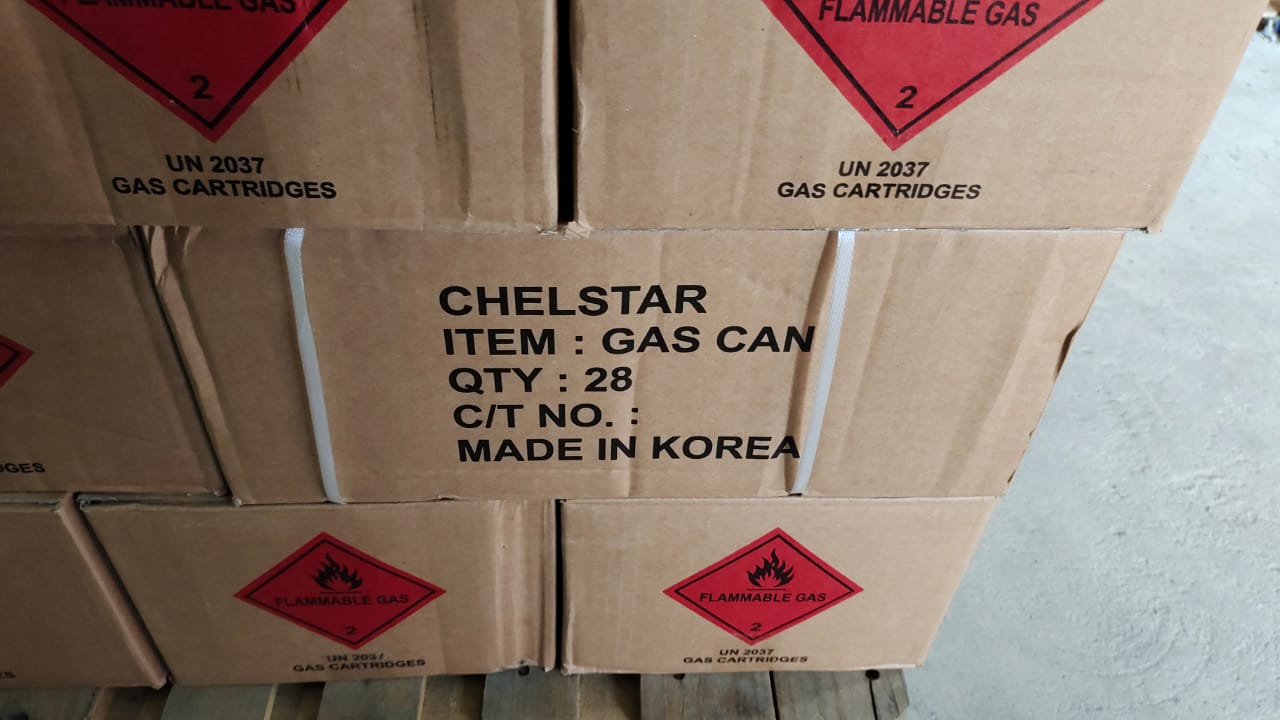 FLAMMABLE GAS
2
UN 2037
GAS CARTRIDGES
FLAMMABLE GAS
2
UN 2037
GAS CARTRIDGES
CHELSTAR
ITEM : GAS CAN
QTY : 28
C/T NO. :
MADE IN KOREA
FLAMMABLE GAS
2
UN 2037
GAS CARTRIDGES
FLAMMABLE GAS
2
UN 2037
GAS CARTRIDGES